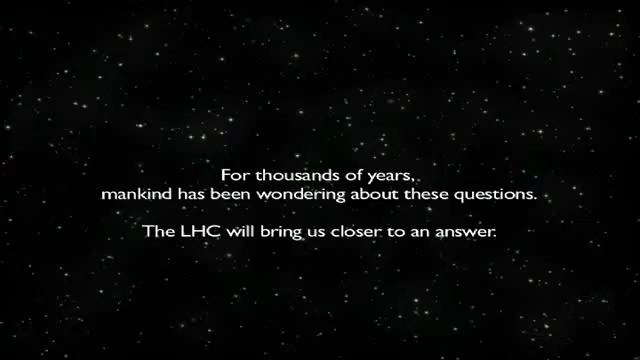 For thousands of years,
mankind has been wondering about these questions.
The LHC will bring us closer to an answer.